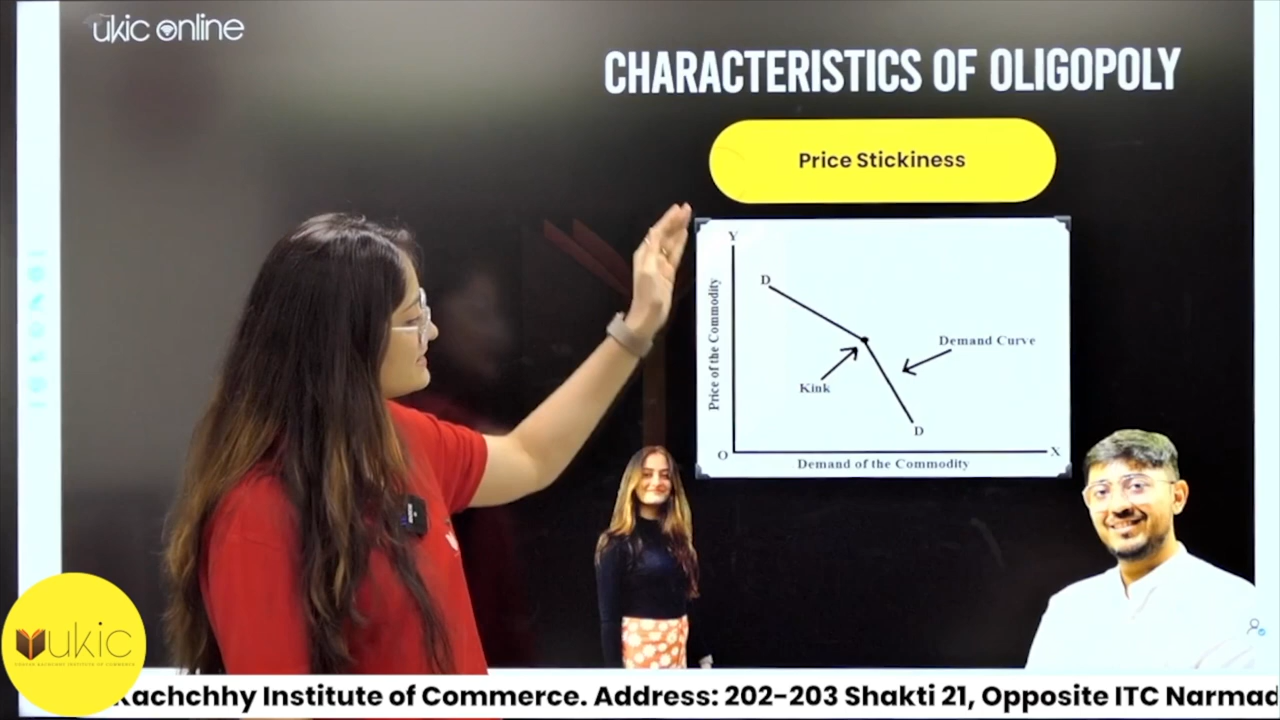 ukic online
CHARACTERISTICS OF OLIGOPOLY
Price Stickiness
Y
Price of the Commodity
D
Kink
Demand Curve
D
O
X
Demand of the Commodity
ukic
Kachchhy Institute of Commerce. Address: 202-203 Shakti 21, Opposite ITC Narmad